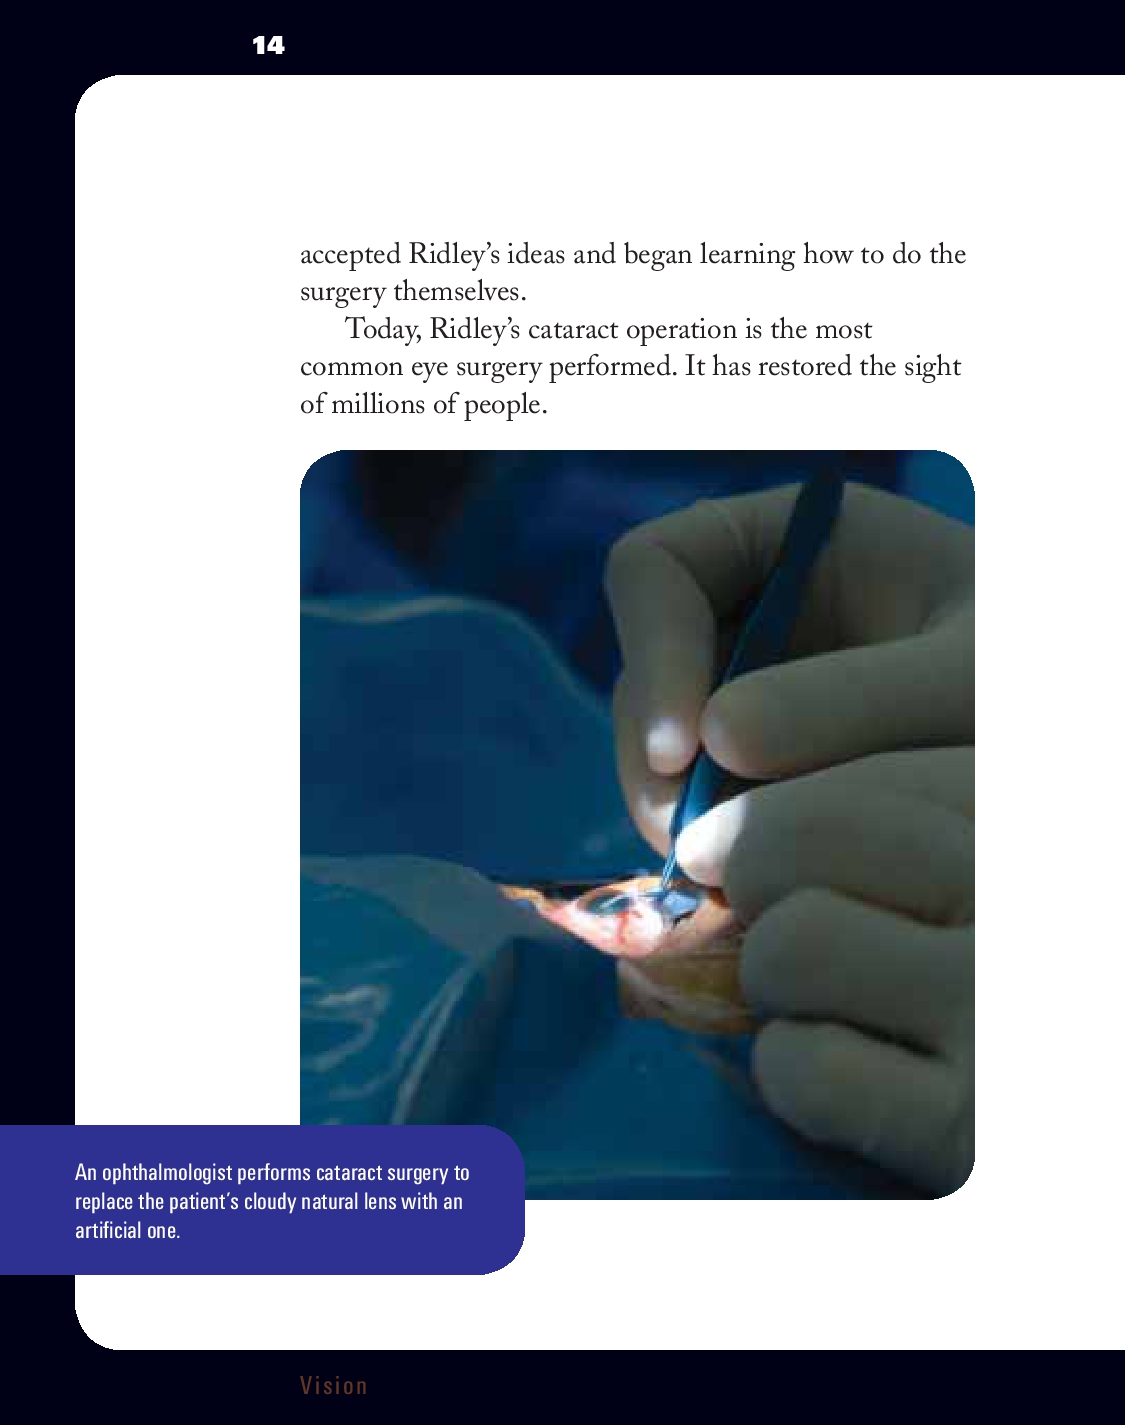 14
accepted Ridley’s ideas and began learning how to do the
surgery themselves.
Today, Ridley’s cataract operation is the most
common eye surgery performed. It has restored the sight
of millions of people.
An ophthalmologist performs cataract surgery to
replace the patient’s cloudy natural lens with an
artificial one.
Vision